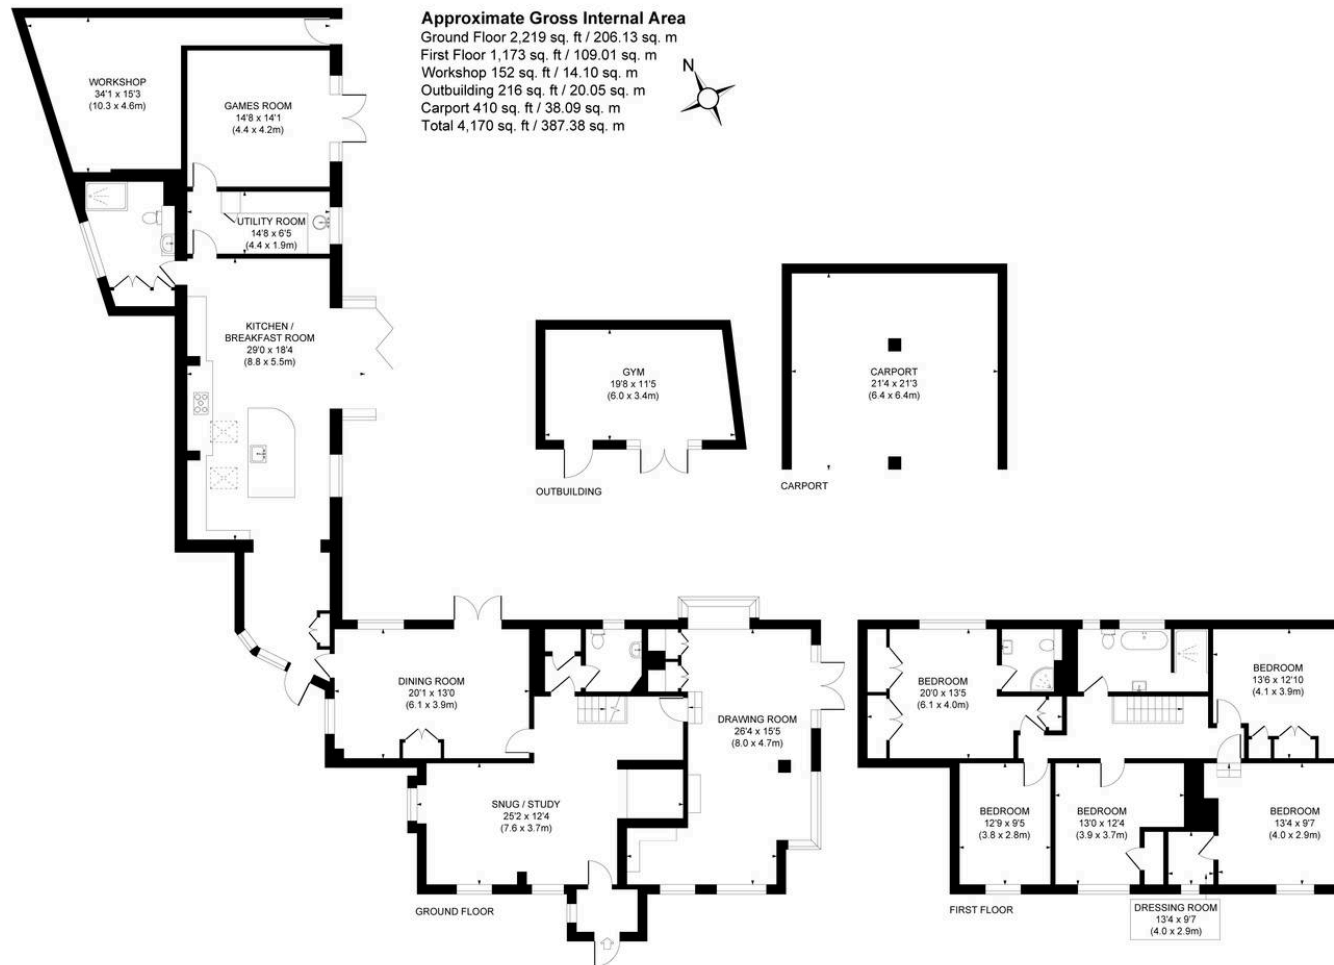 Approximate Gross Internal Area
Ground Floor 2,219 sq. ft / 206.13 sq. m
First Floor 1,173 sq. ft / 109.01 sq. m
Workshop 152 sq. ft / 14.10 sq. m
Outbuilding 216 sq. ft / 20.05 sq. m
Carport 410 sq. ft / 38.09 sq. m
Total 4,170 sq. ft / 387.38 sq. m
N
WORKSHOP
34'1 x 15'3
(10.3 x 4.6m)
GAMES ROOM
14'8 x 14'1
(4.4 x 4.2m)
UTILITY ROOM
14'8 x 6'5
(4.4 x 1.9m)
KITCHEN /
BREAKFAST ROOM
29'0 x 18'4
(8.8 x 5.5m)
GYM
19'8 x 11'5
(6.0 x 3.4m)
OUTBUILDING
CARPORT
21'4 x 21'3
(6.4 x 6.4m)
CARPORT
DINING ROOM
20'1 x 13'0
(6.1 x 3.9m)
DRAWING ROOM
26'4 x 15'5
(8.0 x 4.7m)
SNUG / STUDY
25'2 x 12'4
(7.6 x 3.7m)
GROUND FLOOR
BEDROOM
20'0 x 13'5
(6.1 x 4.0m)
BEDROOM
13'6 x 12'10
(4.1 x 3.9m)
BEDROOM
12'9 x 9'5
(3.8 x 2.8m)
BEDROOM
13'0 x 12'4
(3.9 x 3.7m)
BEDROOM
13'4 x 9'7
(4.0 x 2.9m)
FIRST FLOOR
DRESSING ROOM
13'4 x 9'7
(4.0 x 2.9m)